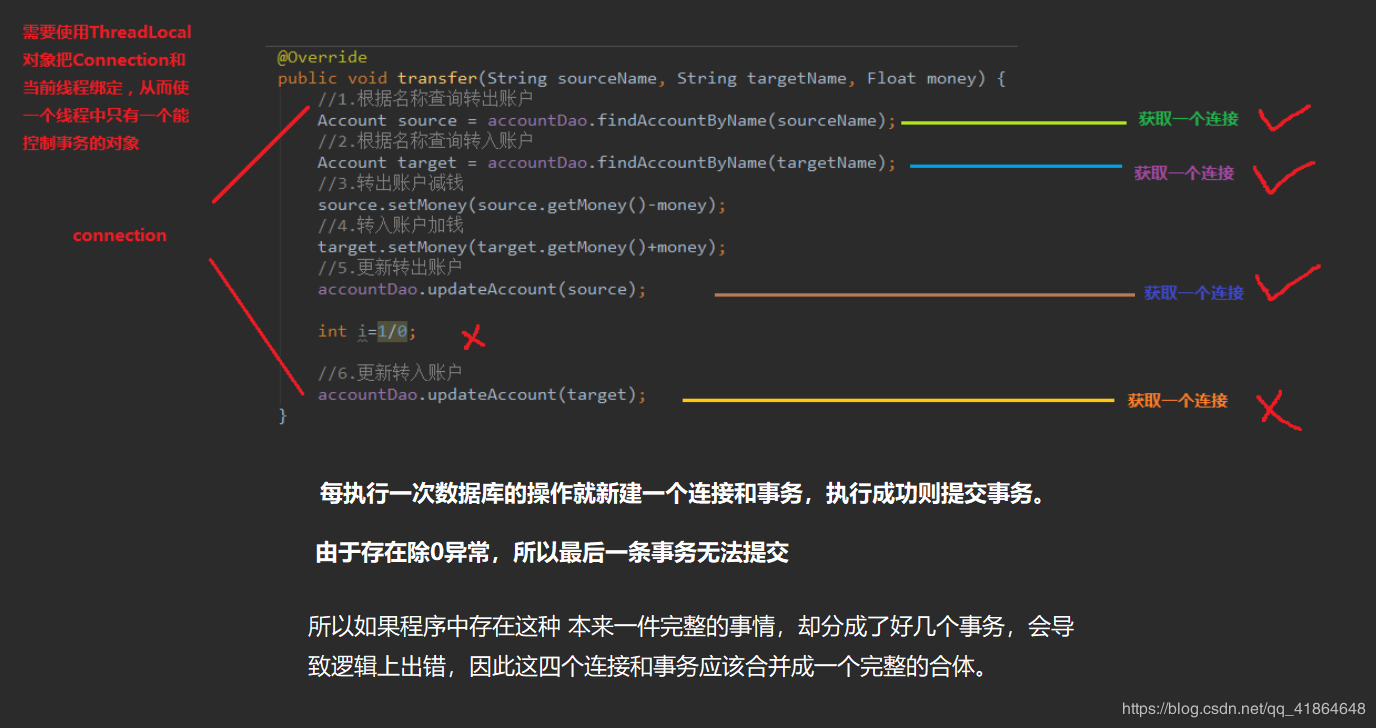 需要使用ThreadLocal
对象把Connection和
当前线程绑定，从而使
一个线程中只有一个能
控制事务的对象
connection
@Override
public void transfer(String sourceName, String targetName, Float money) {
//1.根据名称查询转出账户
Account source = accountDao.findAccountByName(sourceName); 获取一个连接
//2.根据名称查询转入账户
Account target = accountDao.findAccountByName(targetName); 获取一个连接
//3.转出账户减钱
source.setMoney(source.getMoney()-money);
//4.转入账户加钱
target.setMoney(target.getMoney()+money);
//5.更新转出账户
accountDao.updateAccount(source); 获取一个连接
int i=1/0;
//6.更新转入账户
accountDao.updateAccount(target); 获取一个连接
}
每执行一次数据库的操作就新建一个连接和事务，执行成功则提交事务。
由于存在除0异常，所以最后一条事务无法提交
所以如果程序中存在这种 本来一件完整的事情，却分成了好几个事务，会导
致逻辑上出错，因此这四个连接和事务应该合并成一个完整的合体。
https://blog.csdn.net/qq_41864648